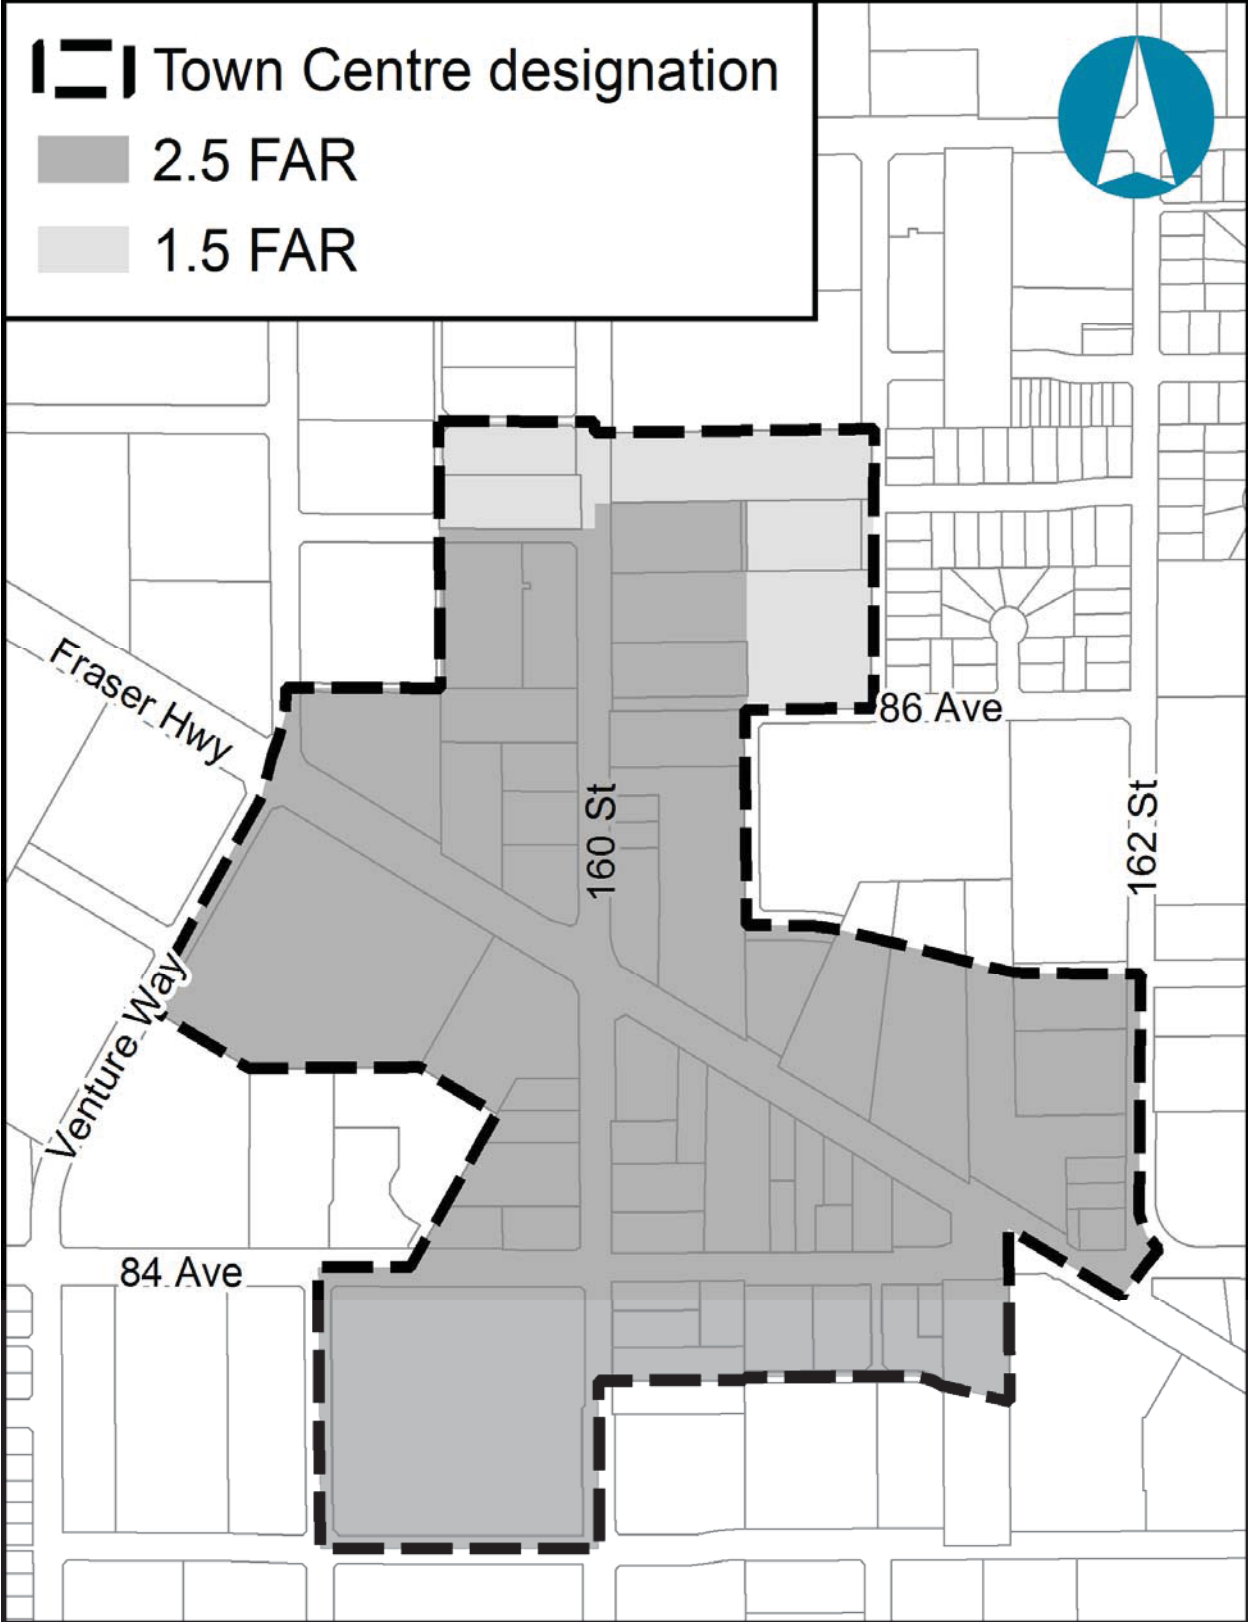 Town Centre designation
2.5 FAR
1.5 FAR
Fraser Hwy
86 Ave
160 St
162 St
Venture Way
84 Ave